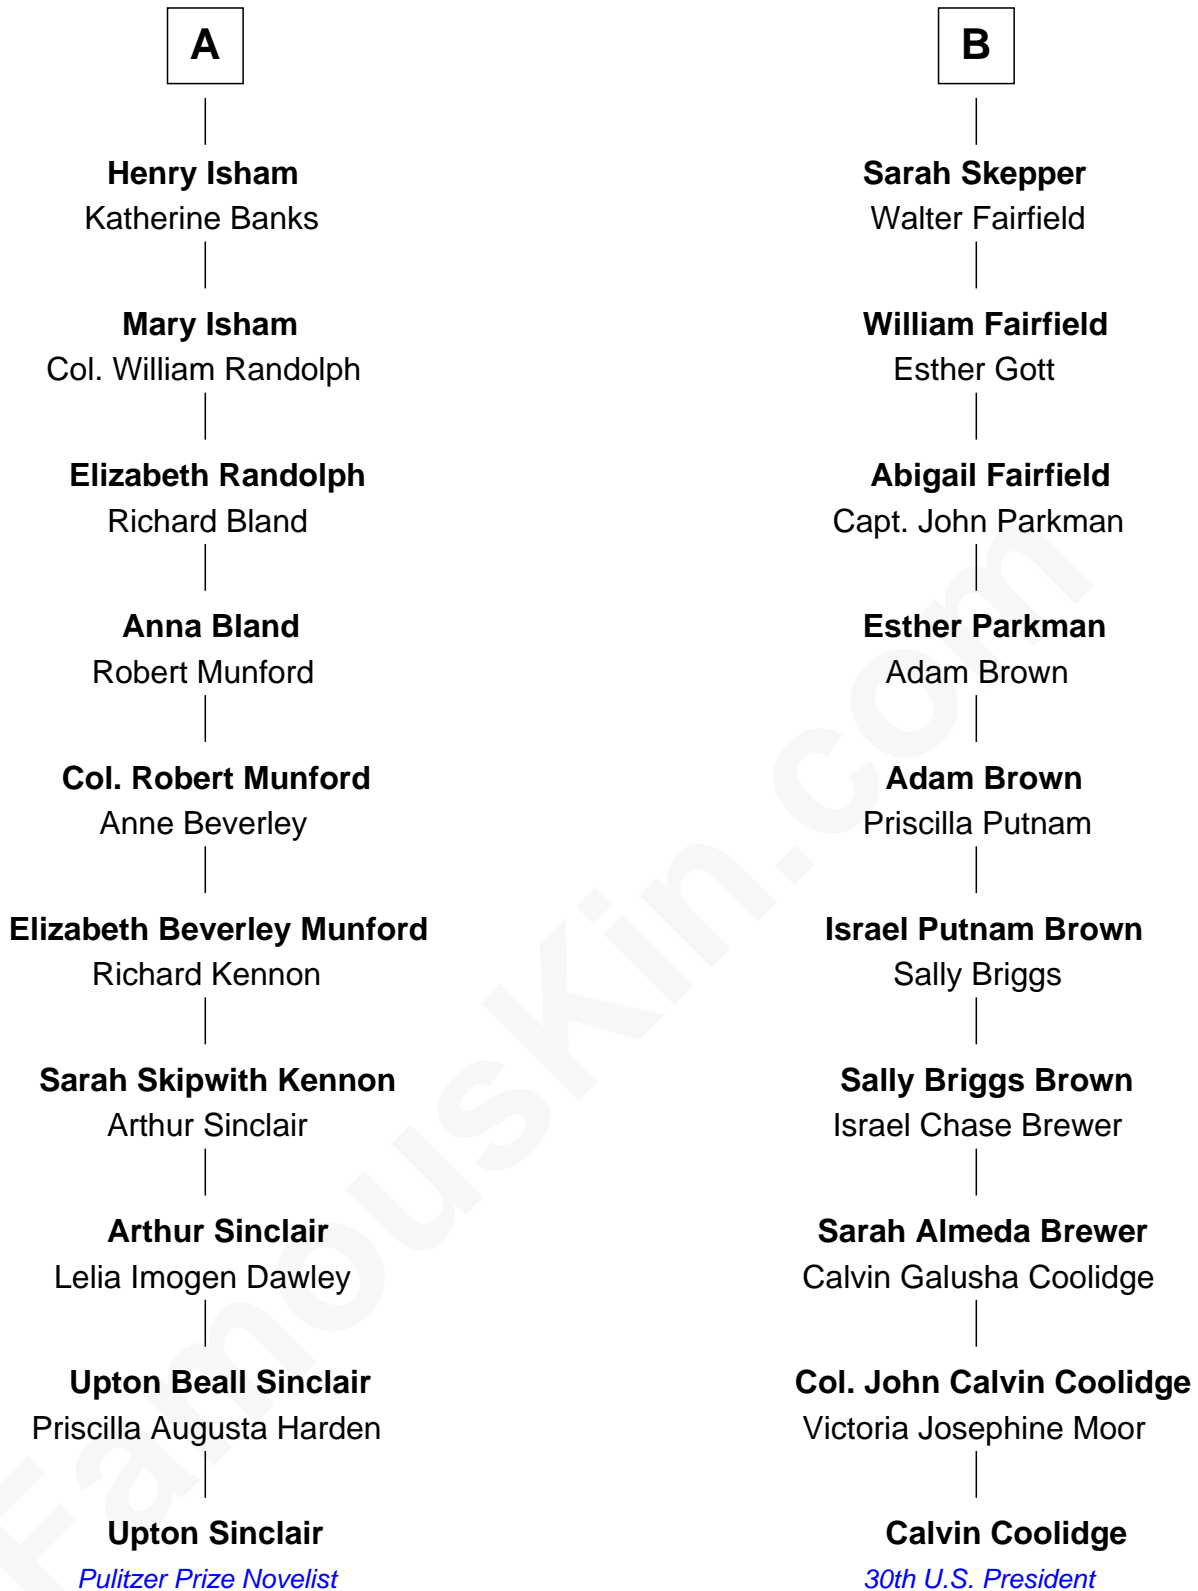 A
Henry Isham
Katherine Banks
Mary Isham
Col. William Randolph
Elizabeth Randolph
Richard Bland
Anna Bland
Robert Munford
Col. Robert Munford
Anne Beverley
Elizabeth Beverley Munford
Richard Kennon
Sarah Skipwith Kennon
Arthur Sinclair
Arthur Sinclair
Lelia Imogen Dawley
Upton Beall Sinclair
Priscilla Augusta Harden
Upton Sinclair
Pulitzer Prize Novelist
B
Sarah Skepper
Walter Fairfield
William Fairfield
Esther Gott
Abigail Fairfield
Capt. John Parkman
Esther Parkman
Adam Brown
Adam Brown
Priscilla Putnam
Israel Putnam Brown
Sally Briggs
Sally Briggs Brown
Israel Chase Brewer
Sarah Almeda Brewer
Calvin Galusha Coolidge
Col. John Calvin Coolidge
Victoria Josephine Moor
Calvin Coolidge
30th U.S. President
FamousKin.com